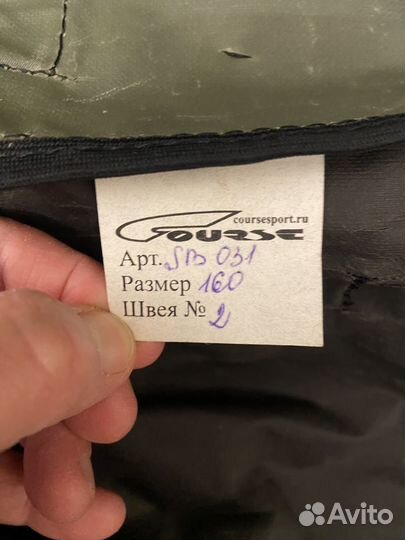 coursesport.ru
COURSE
Арт. SB 031
Размер 160
Швея № 2
Avito